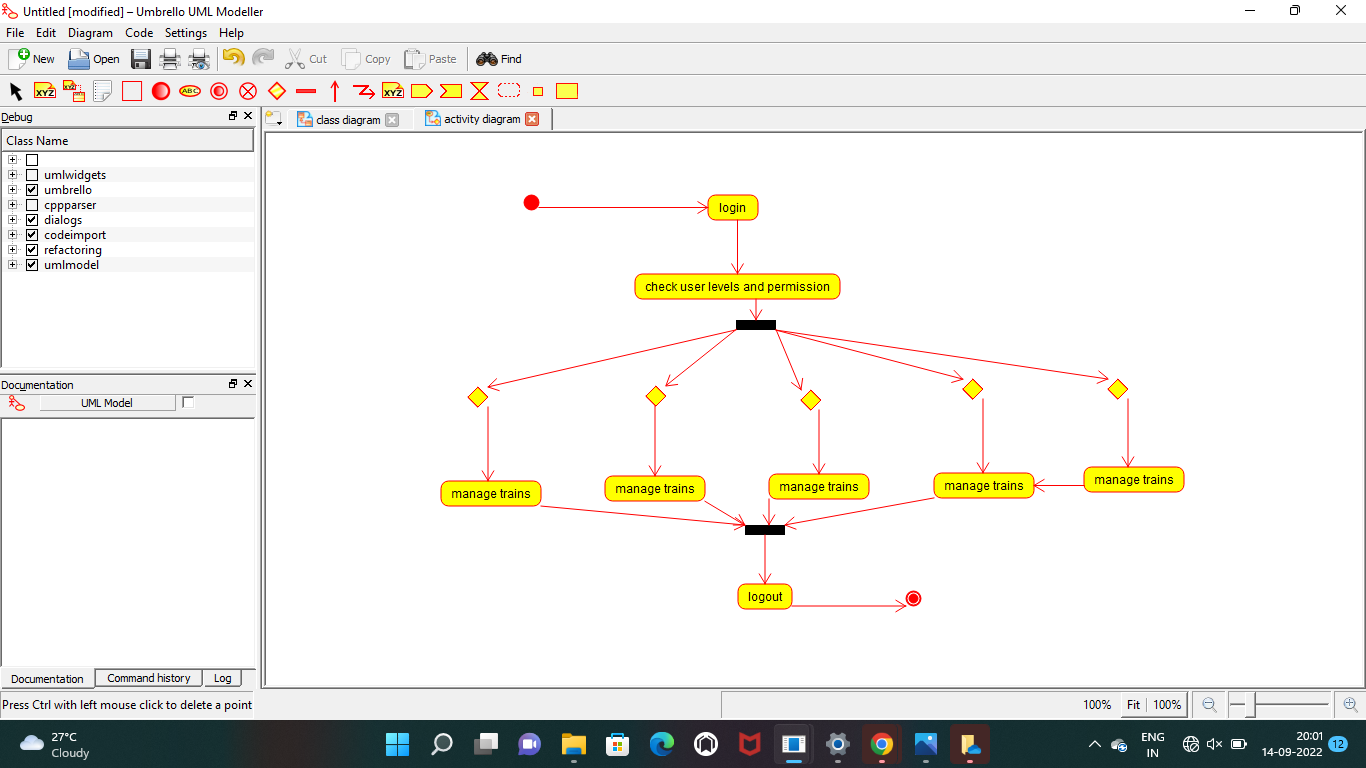 Untitled [modified] – Umbrello UML Modeller
File Edit Diagram Code Settings Help
New Open Cut Copy Paste Find
XYZ XYZ ABC XYZ
Debug
class diagram activity diagram
Class Name
umlwidgets
umbrello
cppparser
dialogs
codeimport
refactoring
umlmodel
login
check user levels and permission
manage trains manage trains manage trains manage trains manage trains
logout
Documentation
UML Model
Documentation Command history Log
Press Ctrl with left mouse click to delete a point
100% Fit 100%
27°C
Cloudy
ENG
IN
20:01
14-09-2022
12